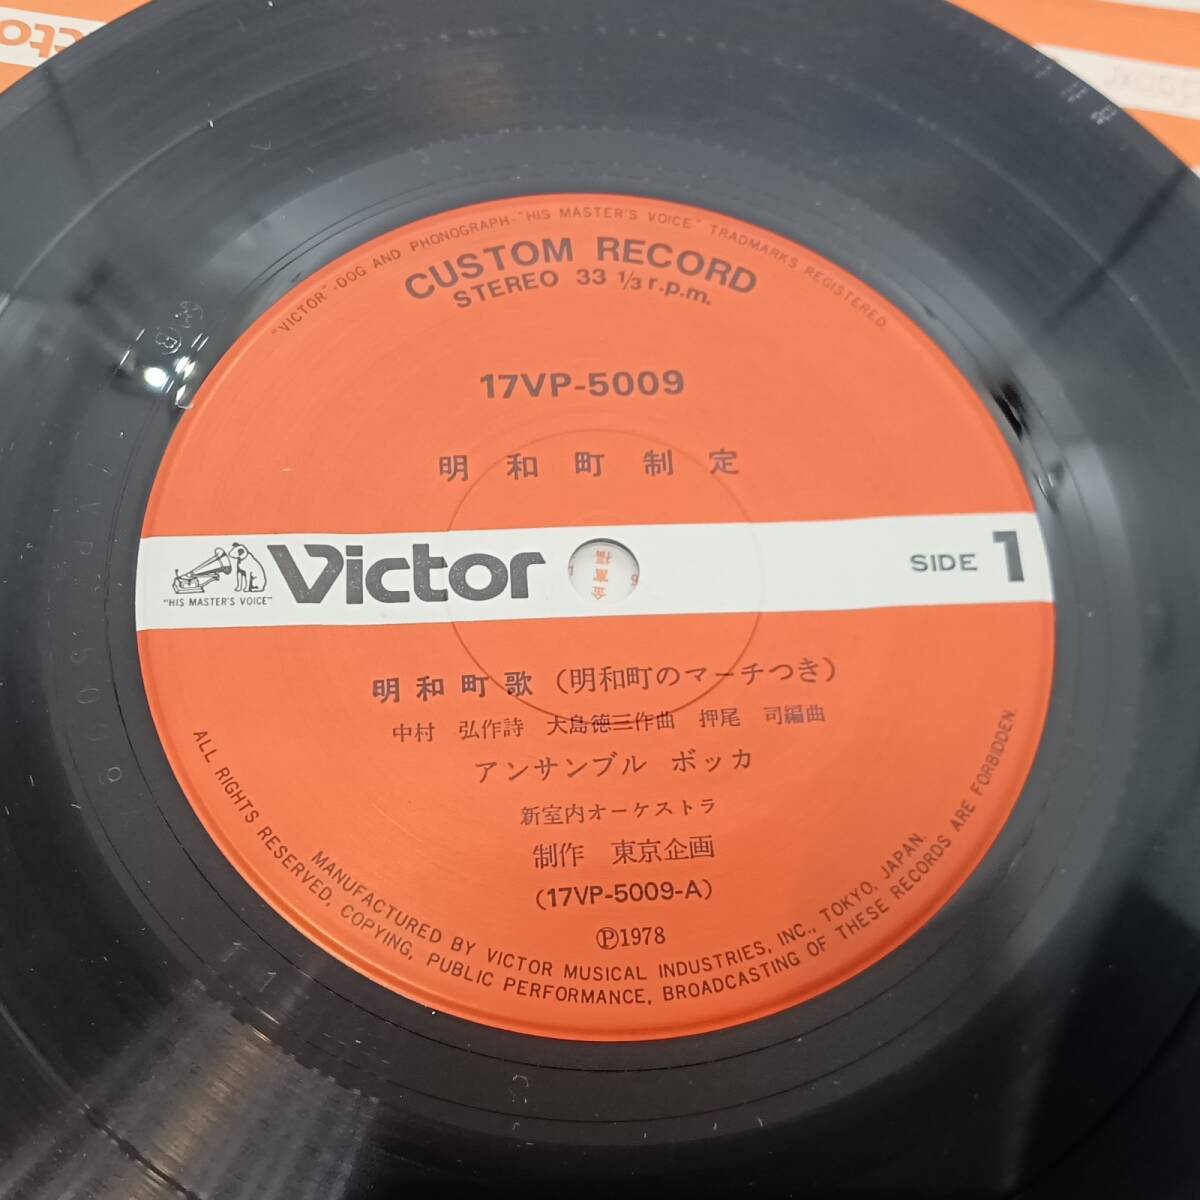 "VICTOR"-DOG AND PHONOGRAPH-"HIS MASTER'S VOICE" TRADMARKS REGISTERED
CUSTOM RECORD
STEREO 33 1/3 r.p.m.
17VP-5009
明和町制定
"HIS MASTER'S VOICE"
Victor
SIDE 1
明和町歌(明和町のマーチつき)
中村 弘作詩 大島徳三作曲 押尾 司編曲
アンサンブル ボッカ
新室内オーケストラ
制作 東京企画
(17VP-5009-A)
Ⓟ1978
MANUFACTURED BY VICTOR MUSICAL INDUSTRIES, INC., TOKYO, JAPAN.
ALL RIGHTS RESERVED, COPYING, PUBLIC PERFORMANCE, BROADCASTING OF THESE RECORDS ARE FORBIDDEN.